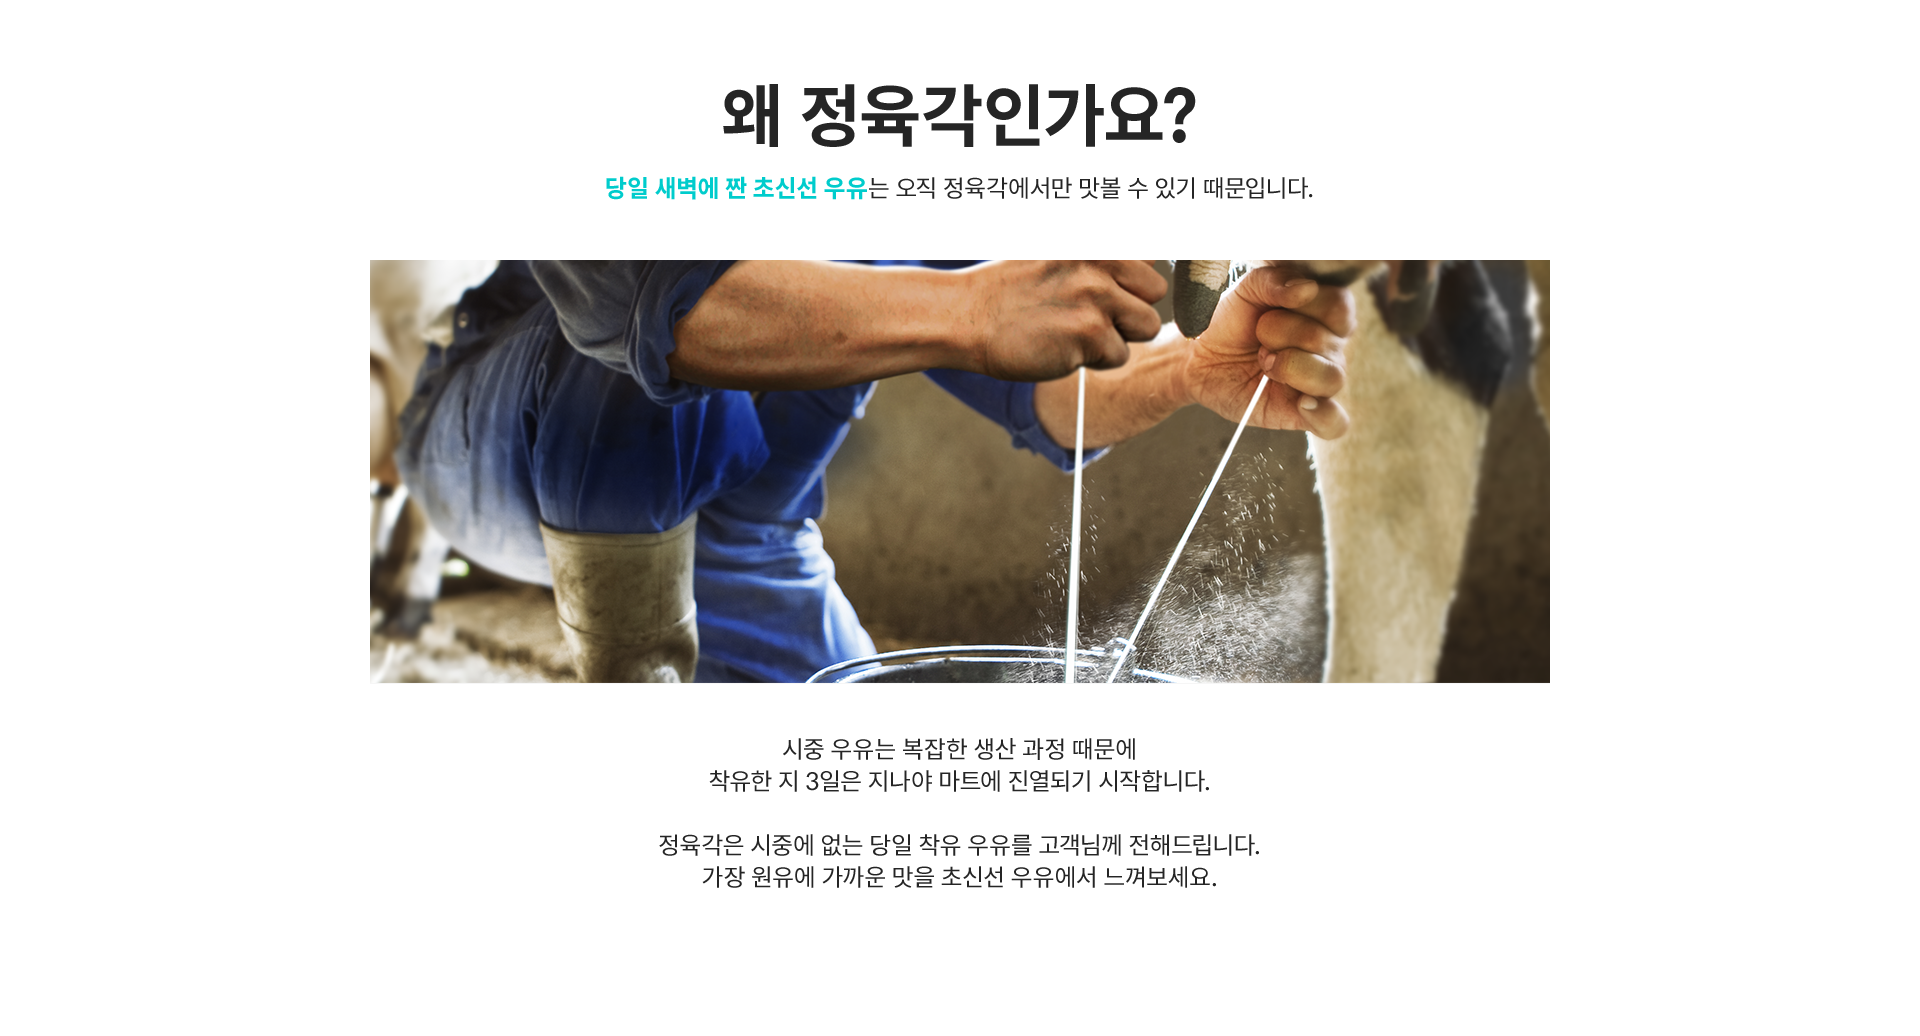 왜 정육각인가요?
당일 새벽에 짠 초신선 우유는 오직 정육각에서만 맛볼 수 있기 때문입니다.
시중 우유는 복잡한 생산 과정 때문에
착유한 지 3일은 지나야 마트에 진열되기 시작합니다.
정육각은 시중에 없는 당일 착유 우유를 고객님께 전해드립니다.
가장 원유에 가까운 맛을 초신선 우유에서 느껴보세요.